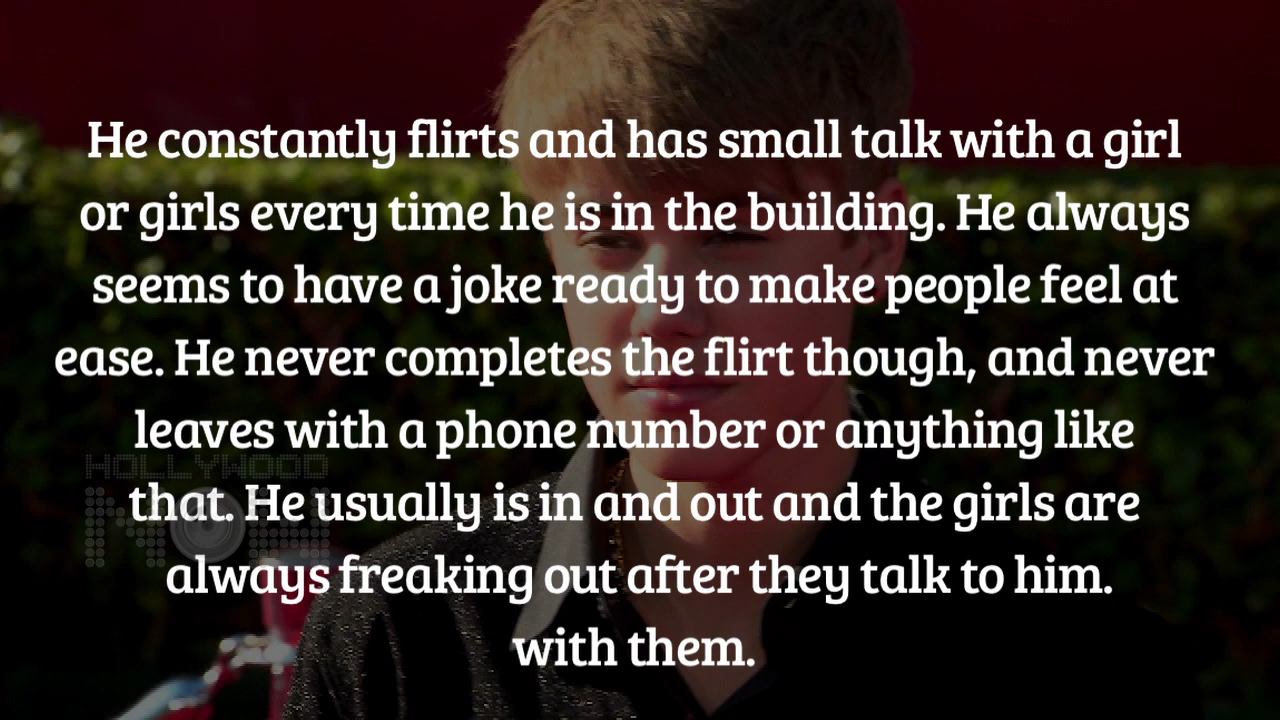 He constantly flirts and has small talk with a girl
or girls every time he is in the building. He always
seems to have a joke ready to make people feel at
ease. He never completes the flirt though, and never
leaves with a phone number or anything like
that. He usually is in and out and the girls are
always freaking out after they talk to him.
with them.
HOLLYWOOD
NOW